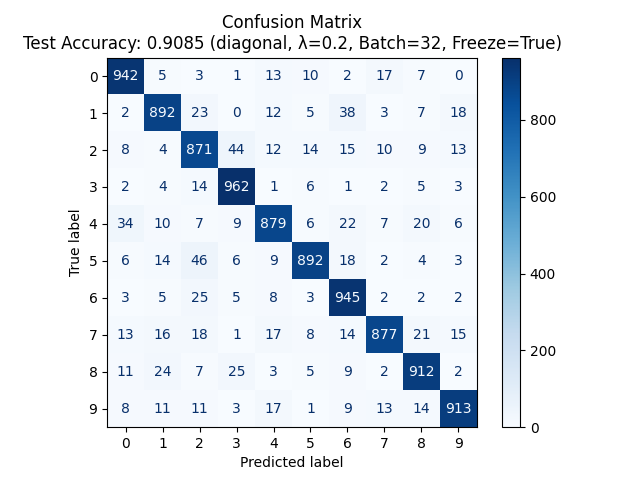 Confusion Matrix
Test Accuracy: 0.9085 (diagonal, λ=0.2, Batch=32, Freeze=True)
0 942 5 3 1 13 10 2 17 7 0
1 2 892 23 0 12 5 38 3 7 18
2 8 4 871 44 12 14 15 10 9 13
3 2 4 14 962 1 6 1 2 5 3
4 34 10 7 9 879 6 22 7 20 6
5 6 14 46 6 9 892 18 2 4 3
6 3 5 25 5 8 3 945 2 2 2
7 13 16 18 1 17 8 14 877 21 15
8 11 24 7 25 3 5 9 2 912 2
9 8 11 11 3 17 1 9 13 14 913
0 1 2 3 4 5 6 7 8 9
Predicted label
True label
800
600
400
200
0